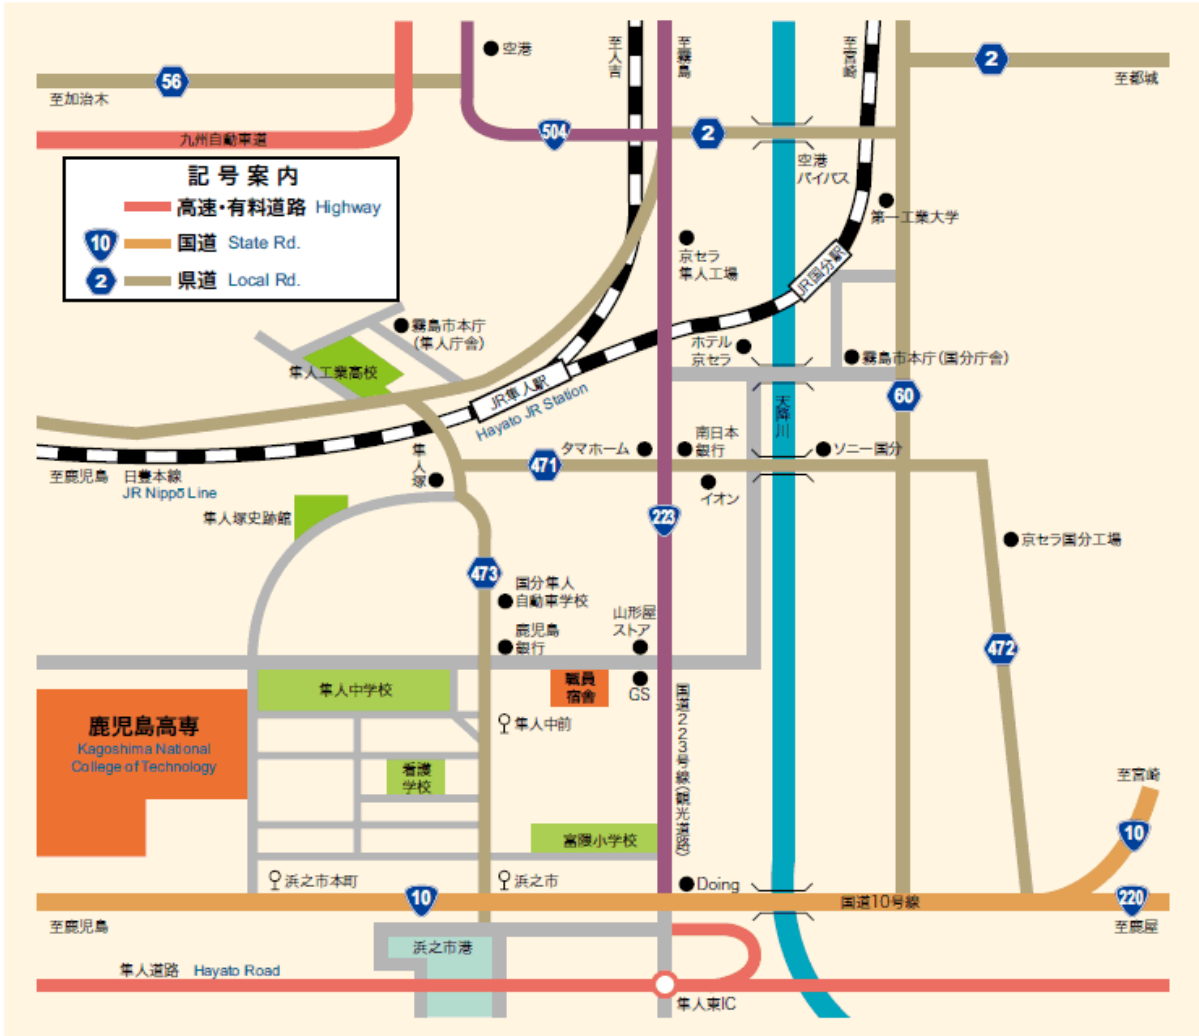 空港
至人吉
至霧島
至宮崎
2
至都城
56
至加治木
九州自動車道
504
2
空港
バイパス
記号案内
高速・有料道路 Highway
10 国道 State Rd.
2 県道 Local Rd.
第一工業大学
京セラ
隼人工場
JR国分駅
霧島市本庁
(隼人庁舎)
ホテル
京セラ
霧島市本庁(国分庁舎)
隼人工業高校
JR隼人駅
Hayato JR Station
60
天降川
隼人塚
471
タマホーム
南日本
銀行
ソニー国分
至鹿児島 日豊本線
JR Nippō Line
イオン
隼人塚史跡館
223
京セラ国分工場
473
国分隼人
自動車学校
山形屋
ストア
鹿児島
銀行
472
隼人中学校
職員
宿舎
GS
国道223号線(観光道路)
鹿児島高専
Kagoshima National
College of Technology
隼人中前
看護
学校
至宮崎
10
富隈小学校
浜之市本町
浜之市
Doing
10
国道10号線
220
至鹿児島
至鹿屋
浜之市港
隼人道路 Hayato Road
隼人東IC